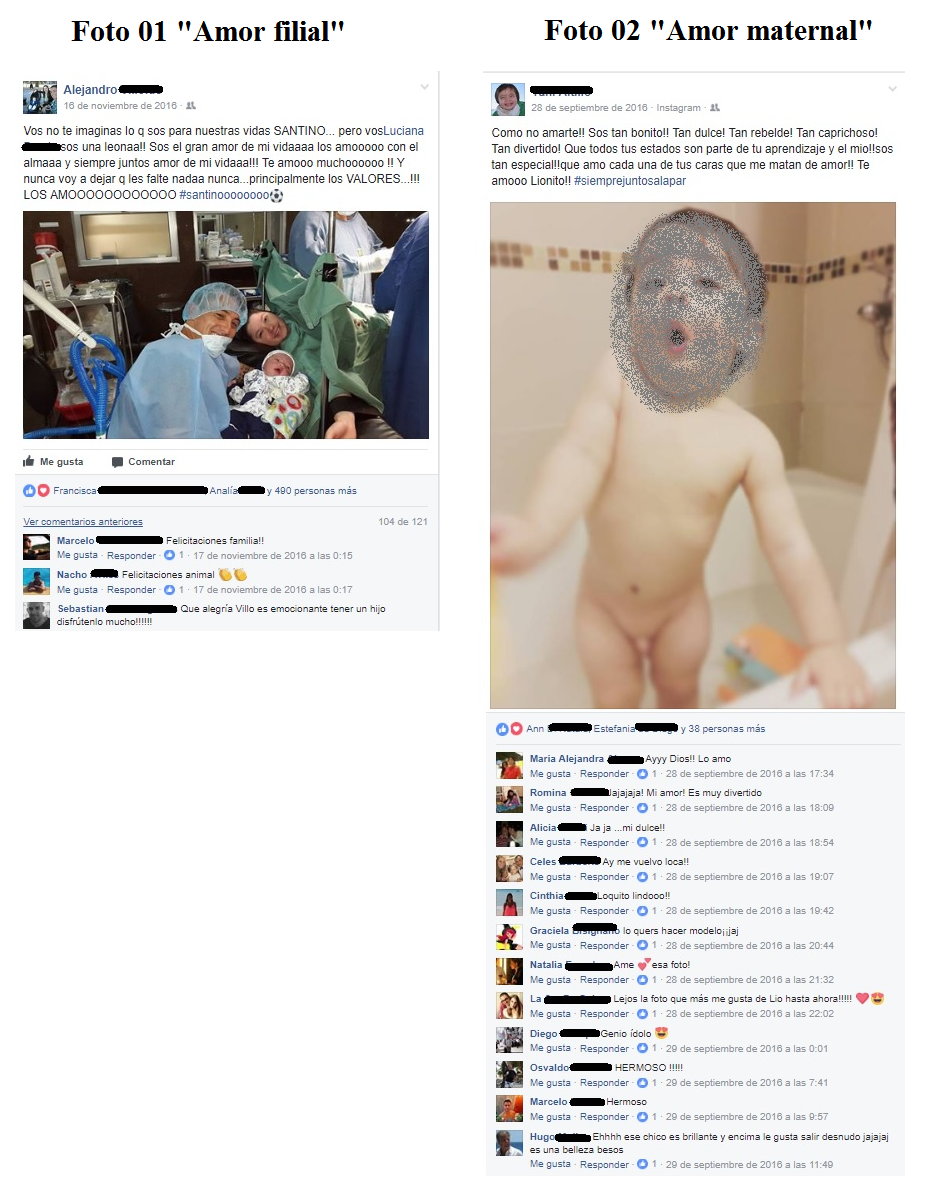 Foto 01 "Amor filial"
Alejandro
16 de noviembre de 2016 ·
Vos no te imaginas lo q sos para nuestras vidas SANTINO... pero vosLuciana
sos una leonaa!! Sos el gran amor de mi vidaaaa los amooooo con el
almaaa y siempre juntos amor de mi vidaaa!!! Te amooo muchoooooo !! Y
nunca voy a dejar q les falte nadaa nunca...principalmente los VALORES...!!!
LOS AMOOOOOOOOOOOO #santinoooooooo⚽
Me gusta Comentar
Francisca Analía y 490 personas más
Ver comentarios anteriores 104 de 121
Marcelo Felicitaciones familia!!
Me gusta · Responder · 1 · 17 de noviembre de 2016 a las 0:15
Nacho Felicitaciones animal 👏👏
Me gusta · Responder · 1 · 17 de noviembre de 2016 a las 0:17
Sebastian Que alegría Villo es emocionante tener un hijo
disfrútenlo mucho!!!!!!
Foto 02 "Amor maternal"
28 de septiembre de 2016 · Instagram ·
Como no amarte!! Sos tan bonito!! Tan dulce! Tan rebelde! Tan caprichoso!
Tan divertido! Que todos tus estados son parte de tu aprendizaje y el mio!!sos
tan especial!!que amo cada una de tus caras que me matan de amor!! Te
amooo Lionito!! #siemprejuntosalapar
Ann Estefania y 38 personas más
Maria Alejandra Ayyy Dios!! Lo amo
Me gusta · Responder · 1 · 28 de septiembre de 2016 a las 17:34
Romina Jajajaja! Mi amor! Es muy divertido
Me gusta · Responder · 1 · 28 de septiembre de 2016 a las 18:09
Alicia Ja ja ...mi dulce!!
Me gusta · Responder · 1 · 28 de septiembre de 2016 a las 18:54
Celes Ay me vuelvo loca!!
Me gusta · Responder · 1 · 28 de septiembre de 2016 a las 19:07
Cinthia Loquito lindooo!!
Me gusta · Responder · 1 · 28 de septiembre de 2016 a las 19:42
Graciela lo quers hacer modelo¡¡jaj
Me gusta · Responder · 1 · 28 de septiembre de 2016 a las 20:44
Natalia Ame 💕esa foto!
Me gusta · Responder · 1 · 28 de septiembre de 2016 a las 21:32
La Lejos la foto que más me gusta de Lio hasta ahora!!!!! ❤😍
Me gusta · Responder · 1 · 28 de septiembre de 2016 a las 22:02
Diego Genio ídolo 😍
Me gusta · Responder · 1 · 29 de septiembre de 2016 a las 0:01
Osvaldo HERMOSO !!!!!
Me gusta · Responder · 1 · 29 de septiembre de 2016 a las 7:41
Marcelo Hermoso
Me gusta · Responder · 1 · 29 de septiembre de 2016 a las 9:57
Hugo Ehhhh ese chico es brillante y encima le gusta salir desnudo jajajaj
es una belleza besos
Me gusta · Responder · 1 · 29 de septiembre de 2016 a las 11:49